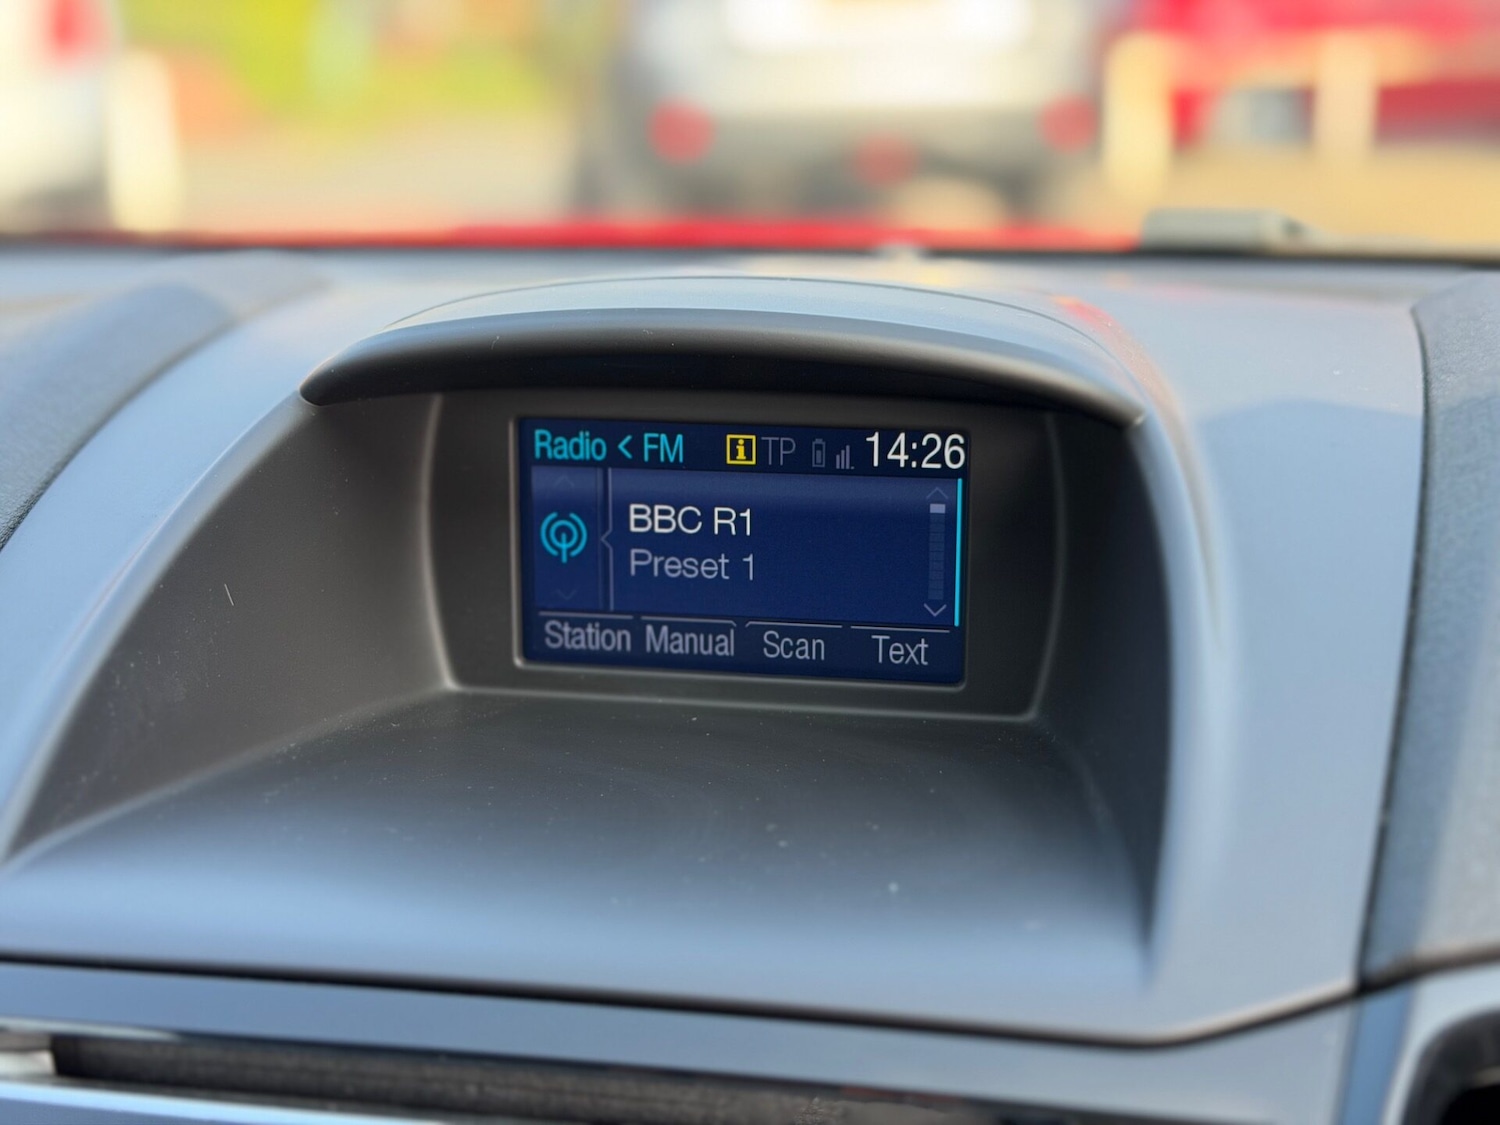 Radio < FM i TP 14:26
BBC R1
Preset 1
Station Manual Scan Text